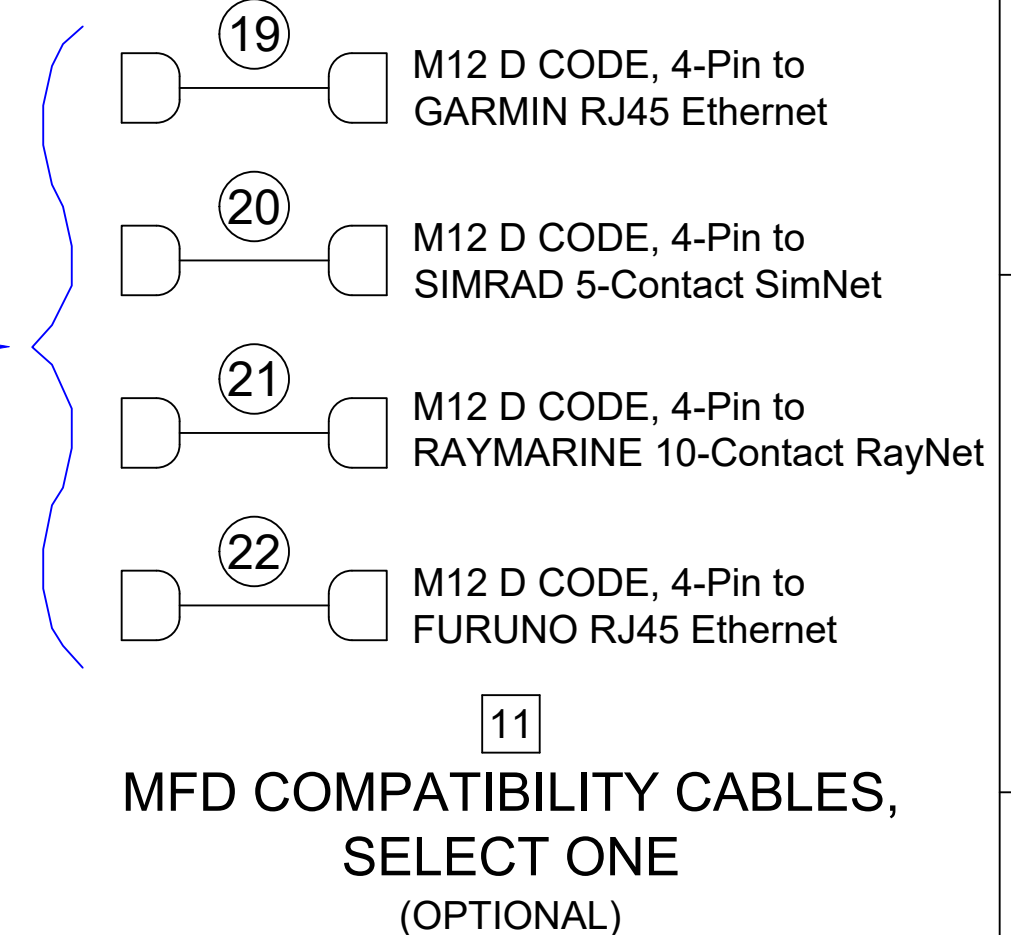 19
M12 D CODE, 4-Pin to
GARMIN RJ45 Ethernet
20
M12 D CODE, 4-Pin to
SIMRAD 5-Contact SimNet
21
M12 D CODE, 4-Pin to
RAYMARINE 10-Contact RayNet
22
M12 D CODE, 4-Pin to
FURUNO RJ45 Ethernet
11
MFD COMPATIBILITY CABLES,
SELECT ONE
(OPTIONAL)